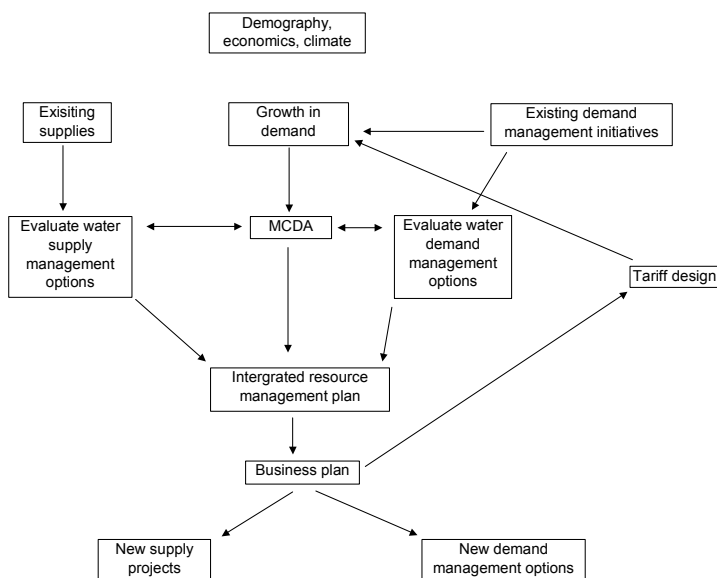 Demography,
economics, climate
Exisiting
supplies
Growth in
demand
Existing demand
management initiatives
Evaluate water
supply
management
options
MCDA
Evaluate water
demand
management
options
Tariff design
Intergrated resource
management plan
Business plan
New supply
projects
New demand
management options